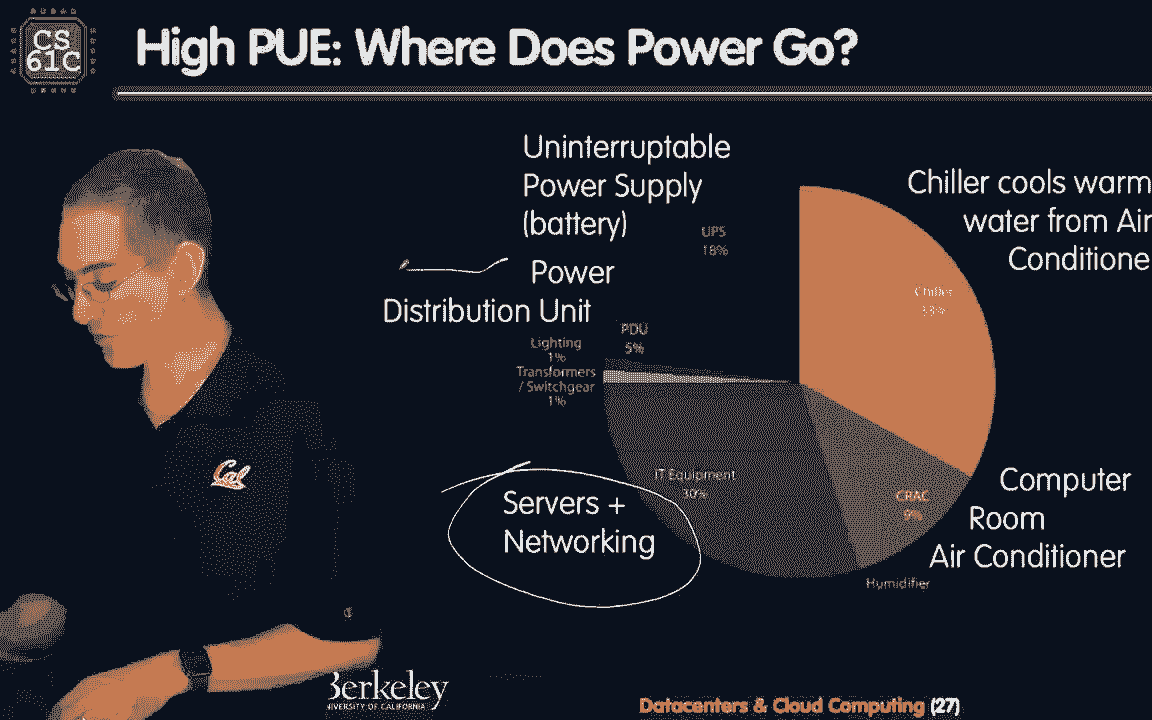 CS
61C
High PUE: Where Does Power Go?
Uninterruptable
Power Supply
(battery)
UPS
18%
Chiller cools warm
water from Air
Conditione
Power
Distribution Unit
Chiller
33%
PDU
5%
Lighting
1%
Transformers
/ Switchgear
1%
IT Equipment
30%
Servers +
Networking
CRAC
9%
Computer
Room
Air Conditioner
Humidifier
Cal
Berkeley
UNIVERSITY OF CALIFORNIA
Datacenters & Cloud Computing (27)